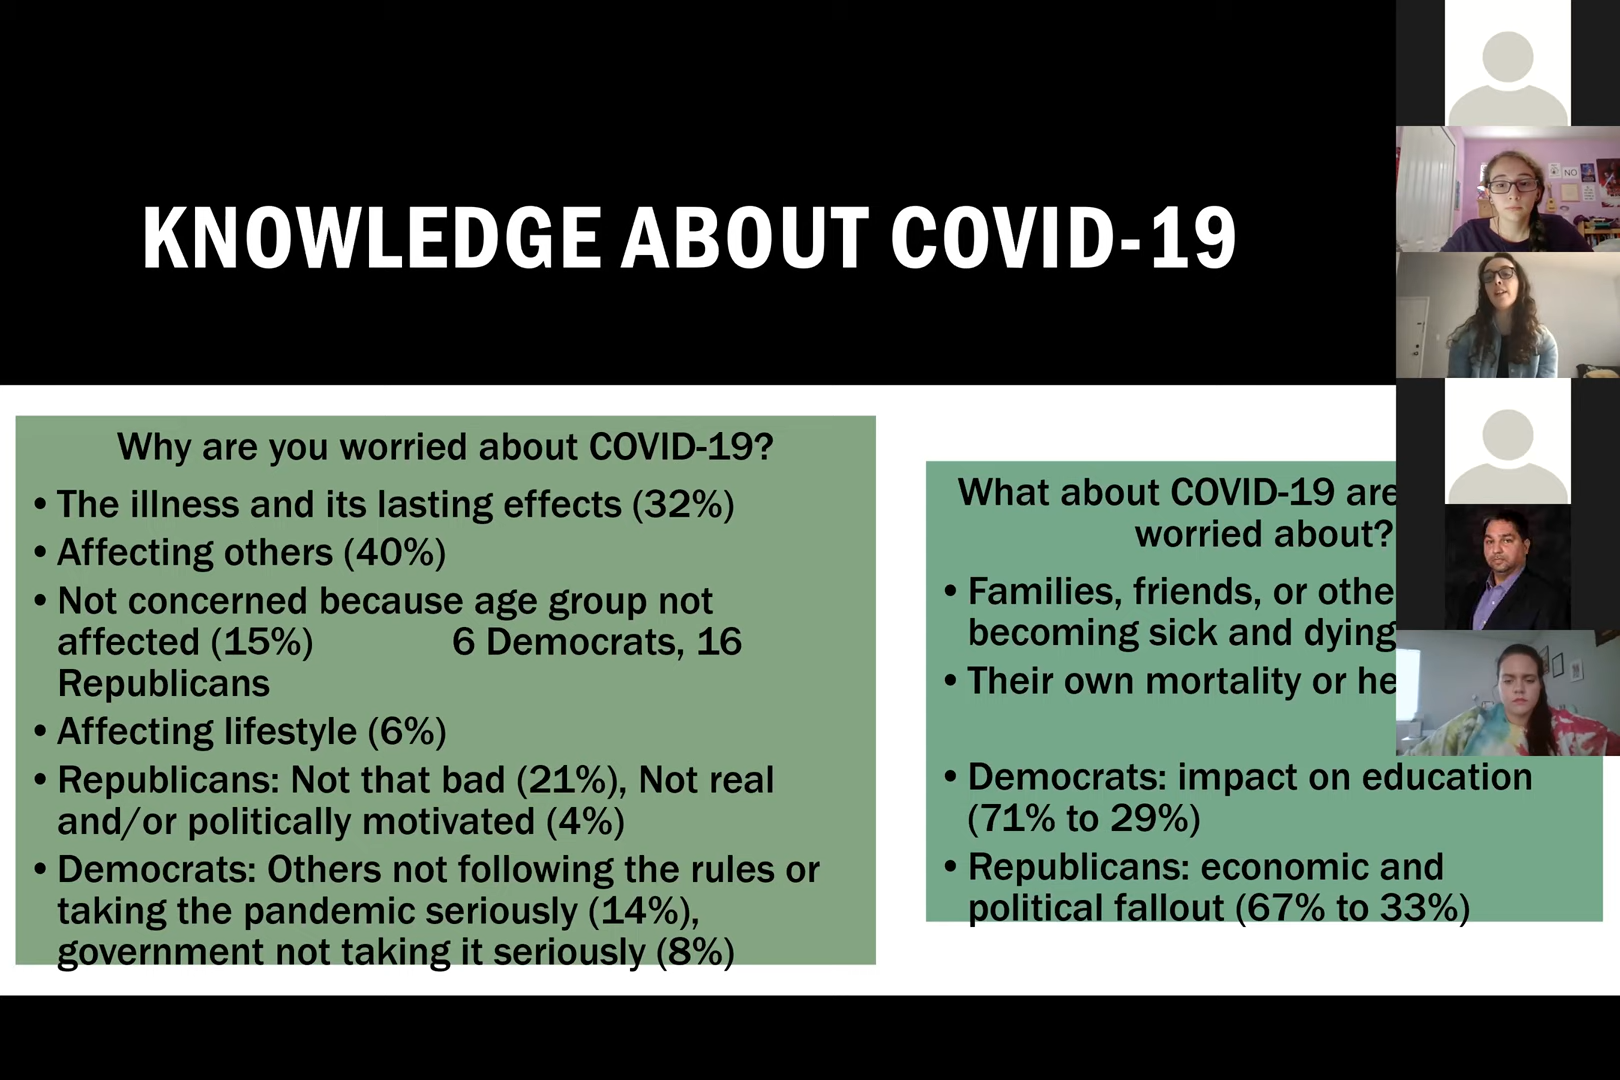 KNOWLEDGE ABOUT COVID-19
Why are you worried about COVID-19?
• The illness and its lasting effects (32%)
• Affecting others (40%)
• Not concerned because age group not
affected (15%) 6 Democrats, 16
Republicans
• Affecting lifestyle (6%)
• Republicans: Not that bad (21%), Not real
and/or politically motivated (4%)
• Democrats: Others not following the rules or
taking the pandemic seriously (14%),
government not taking it seriously (8%)
What about COVID-19 are
worried about?
• Families, friends, or
becoming sick and dying
• Their own mortality or
• Democrats: impact on education
(71% to 29%)
• Republicans: economic and
political fallout (67% to 33%)
NO